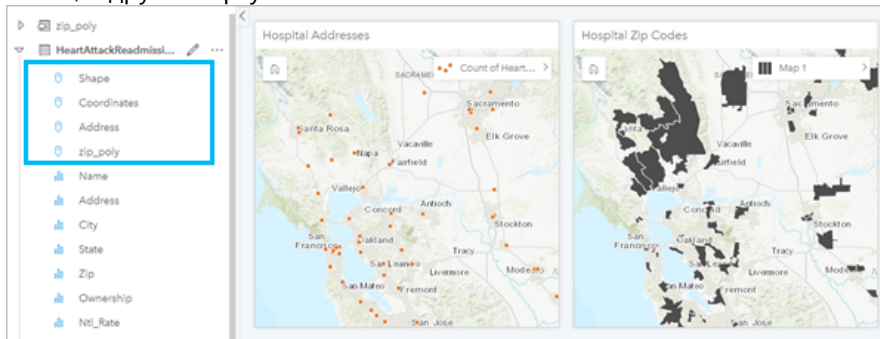 zip_poly
HeartAttackReadmissi...
Shape
Coordinates
Address
zip_poly
Name
Address
City
State
Zip
Ownership
Ntl_Rate
Hospital Addresses
Count of Heart...
Sacramento
Santa Rosa
Elk Grove
Vacaville
Napa
Fairfield
Vallejo
Antioch
Concord
Stockton
San
Francisco
Oakland
Tracy
San Leandro
Livermore
Modes
San Mateo
Fremont
San Jose
Hospital Zip Codes
Map 1
Elk Grove
Vacaville
Vallejo
Antioch
Concord
Stockton
San
Francisco
Oakland
Tracy
Livermore
San Mateo
Fremont
San Jose